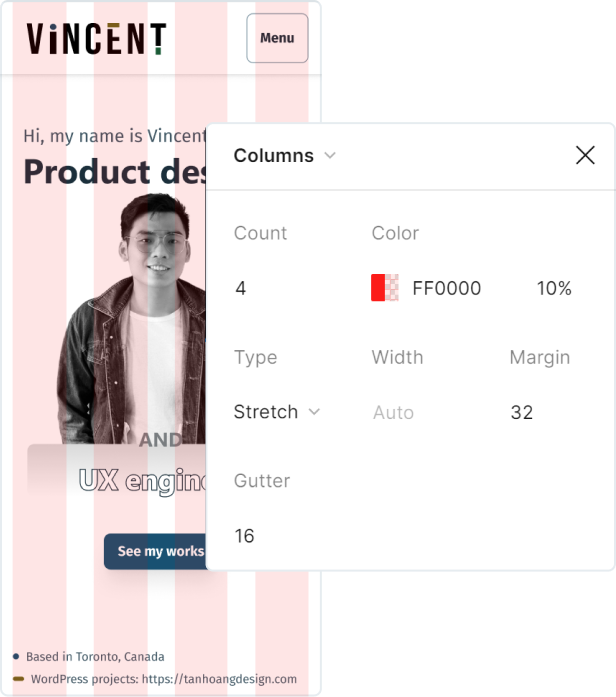 ViNCENT
Menu
Hi, my name is Vincent
Product des
AND
UX engine
See my works
Based in Toronto, Canada
WordPress projects: https://tanhoangdesign.com
Columns
Count
Color
4
FF0000
10%
Type
Width
Margin
Stretch
Auto
32
Gutter
16